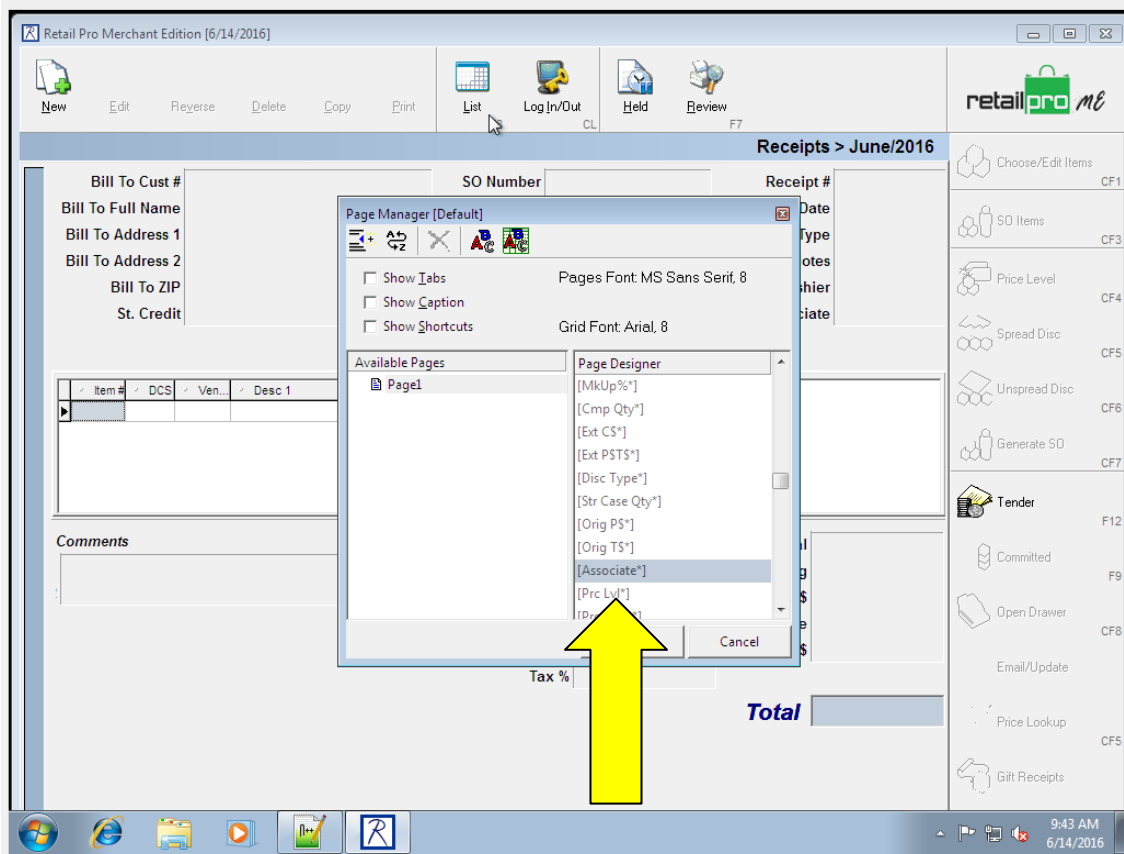 Retail Pro Merchant Edition [6/14/2016]
New Edit Reverse Delete Copy Print List Log In/Out Held Review
CL F7
retail pro ME
Receipts > June/2016
Bill To Cust # SO Number Receipt #
Bill To Full Name Date
Bill To Address 1 Type
Bill To Address 2
Bill To ZIP
St. Credit
Page Manager [Default]
Show Tabs Pages Font: MS Sans Serif, 8
Show Caption
Show Shortcuts Grid Font: Arial, 8
Available Pages Page Designer
Page1 [MkUp%*]
[Cmp Qty*]
[Ext C$*]
[Ext P$T$*]
[Disc Type*]
[Str Case Qty*]
[Orig P$*]
[Orig T$*]
[Associate*]
[Prc Lvl*]
Cancel
Item # DCS Ven... Desc 1
Comments
Tax %
Total
Choose/Edit Items
CF1
SO Items
CF3
Price Level
CF4
Spread Disc
CF5
Unspread Disc
CF6
Generate SO
CF7
Tender
F12
Committed
F9
Open Drawer
CF8
Email/Update
Price Lookup
CF5
Gift Receipts
9:43 AM
6/14/2016